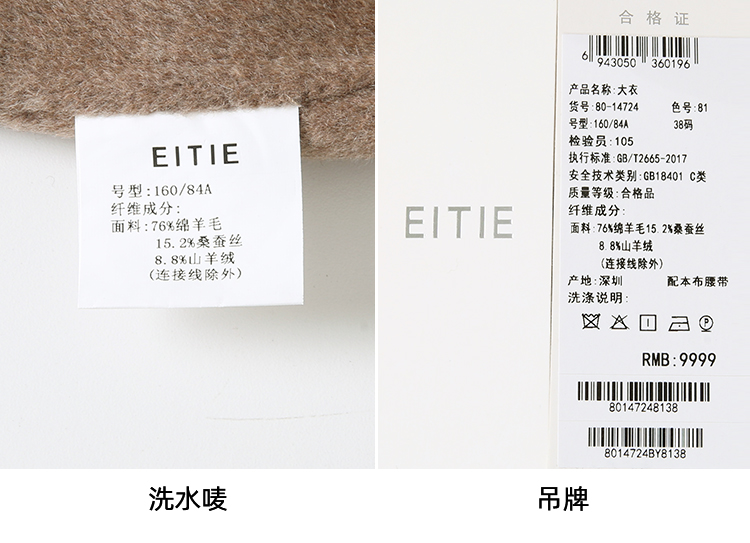 EITIE
号型:160/84A
纤维成分:
面料:76%绵羊毛
15.2%桑蚕丝
8.8%山羊绒
(连接线除外)
洗水唛
EITIE
合格证
6 943050 360196
产品名称:大衣
货号:80-14724 色号:81
号型:160/84A 38码
检验员:105
执行标准:GB/T2665-2017
安全技术类别:GB18401 C类
质量等级:合格品
纤维成分:
面料:76%绵羊毛15.2%桑蚕丝
8.8%山羊绒
(连接线除外)
产地:深圳 配本布腰带
洗涤说明:
P
RMB:9999
80147248138
8014724BY8138
吊牌